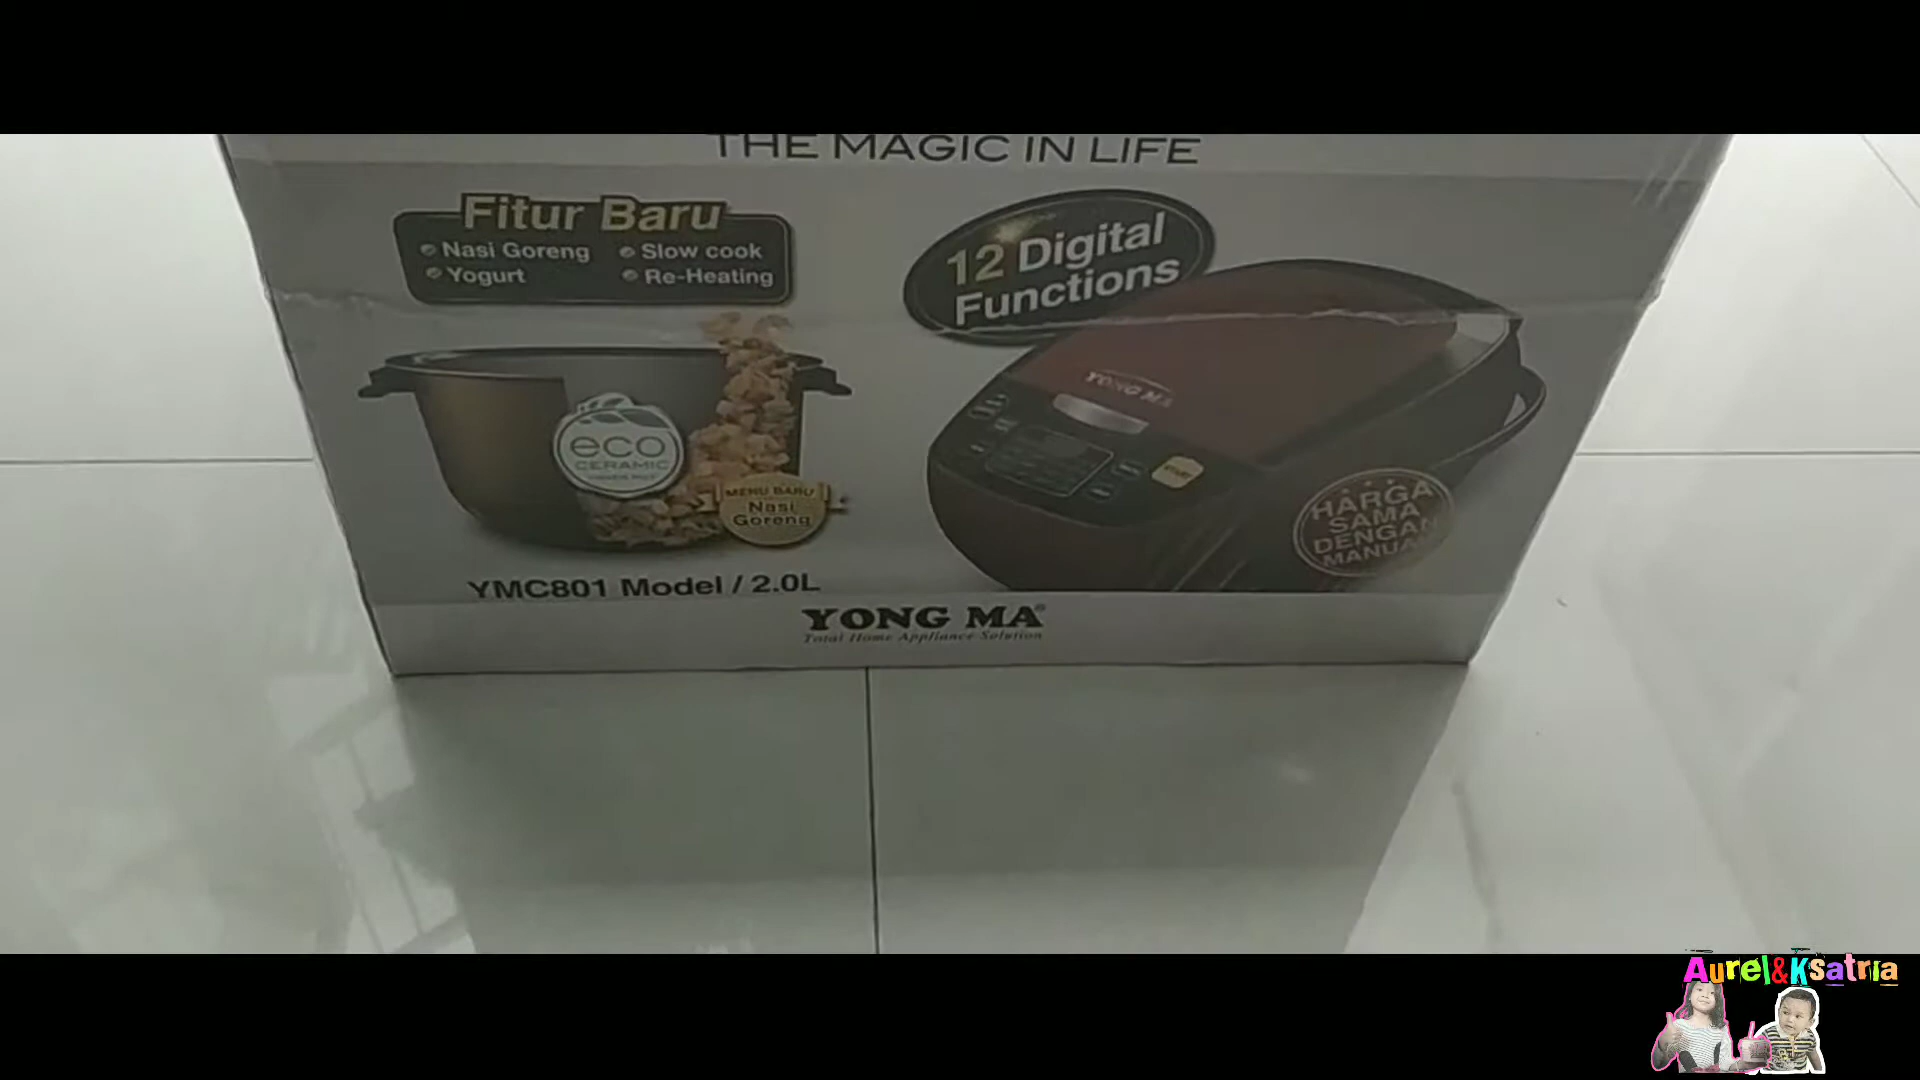 THE MAGIC IN LIFE
Fitur Baru
Nasi Goreng
Slow cook
Yogurt
Re-Heating
12 Digital
Functions
YONG MA
START
eco
CERAMIC
MENU BARU
Nasi
Goreng
HARGA
SAMA
DENGAN
MANUAL
YMC801 Model / 2.0L
YONG MA®
Total Home Appliance Solution
Aurel&Ksatria